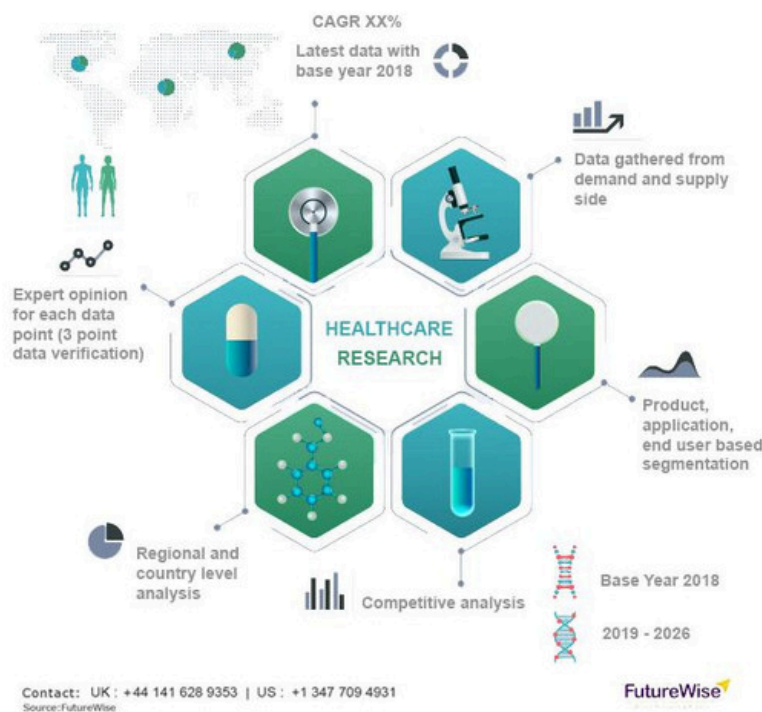 CAGR XX%
Latest data with
base year 2018
Data gathered from
demand and supply
side
Expert opinion
for each data
point (3 point
data verification)
HEALTHCARE
RESEARCH
Product,
application,
end user based
segmentation
Regional and
country level
analysis
Competitive analysis
Base Year 2018
2019 - 2026
Contact: UK : +44 141 628 9353 | US : +1 347 709 4931
Source:FutureWise
FutureWise